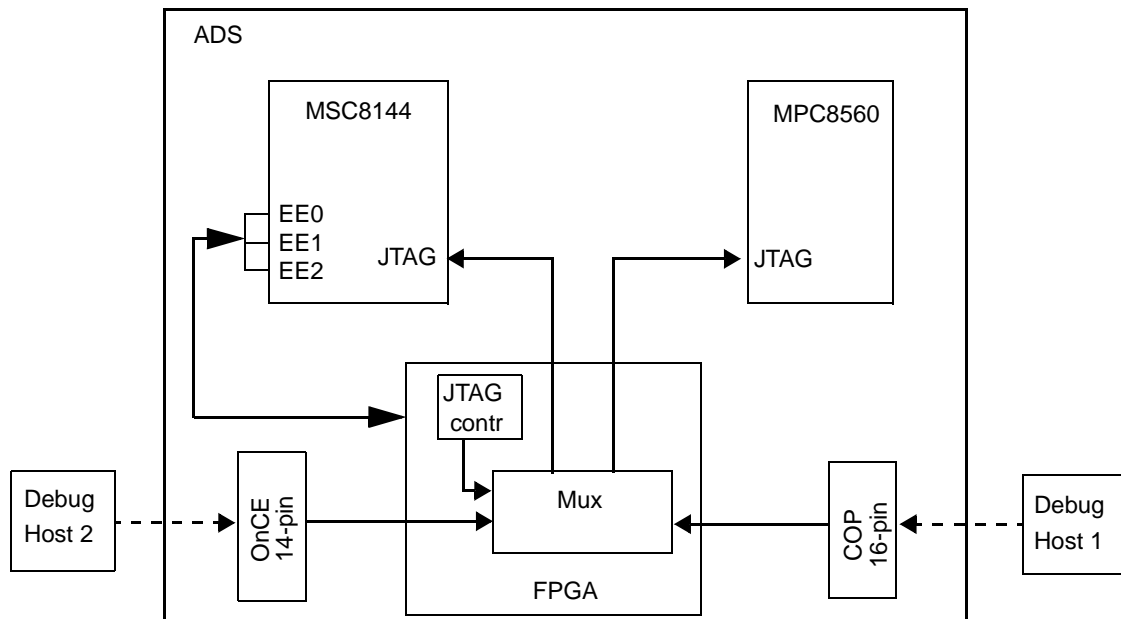 ADS
MSC8144
MPC8560
EE0
EE1
EE2
JTAG
JTAG
JTAG
contr
Mux
FPGA
Debug
Host 2
OnCE
14-pin
COP
16-pin
Debug
Host 1